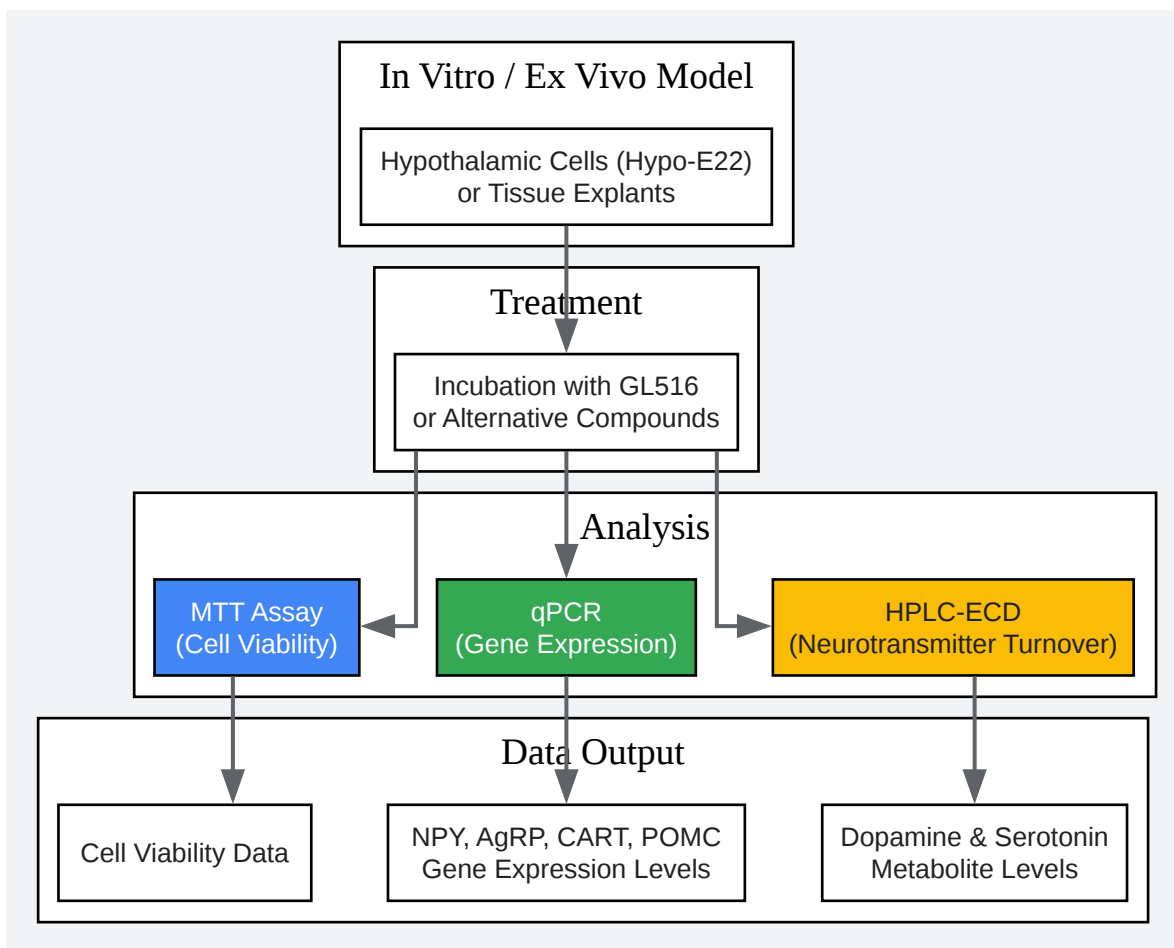 In Vitro / Ex Vivo Model
Hypothalamic Cells (Hypo-E22)
or Tissue Explants
Treatment
Incubation with GL516
or Alternative Compounds
Analysis
MTT Assay
(Cell Viability)
qPCR
(Gene Expression)
HPLC-ECD
(Neurotransmitter Turnover)
Data Output
Cell Viability Data
NPY, AgRP, CART, POMC
Gene Expression Levels
Dopamine & Serotonin
Metabolite Levels